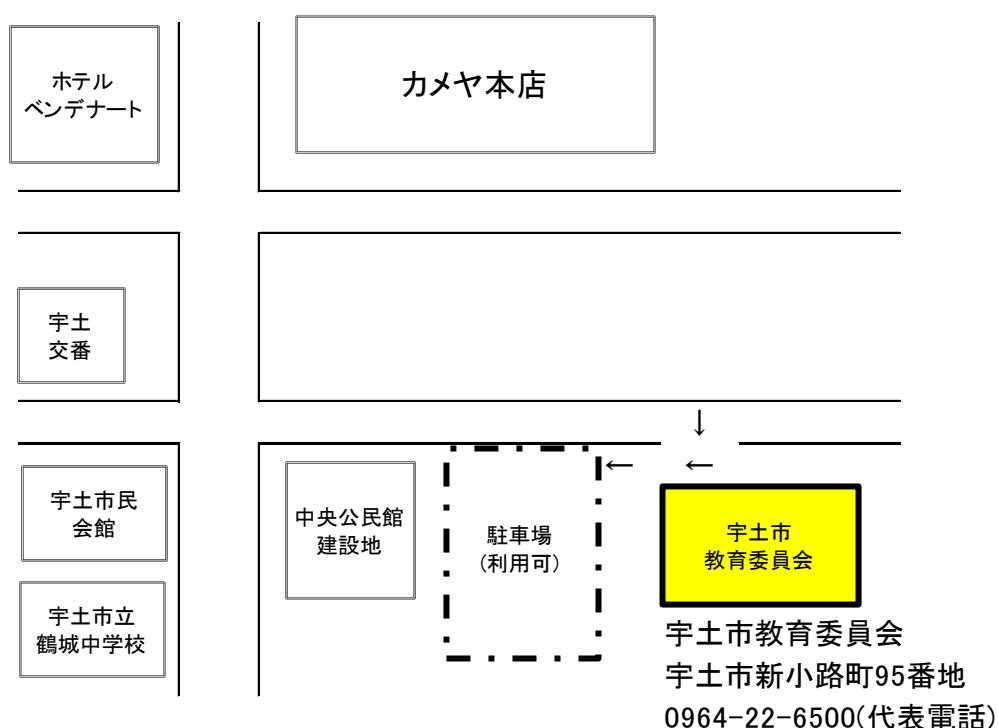 ホテル
ベンデナート
カメヤ本店
宇土
交番
↓
← ←
宇土市民
会館
中央公民館
建設地
駐車場
(利用可)
宇土市
教育委員会
宇土市立
鶴城中学校
宇土市教育委員会
宇土市新小路町95番地
0964-22-6500(代表電話)